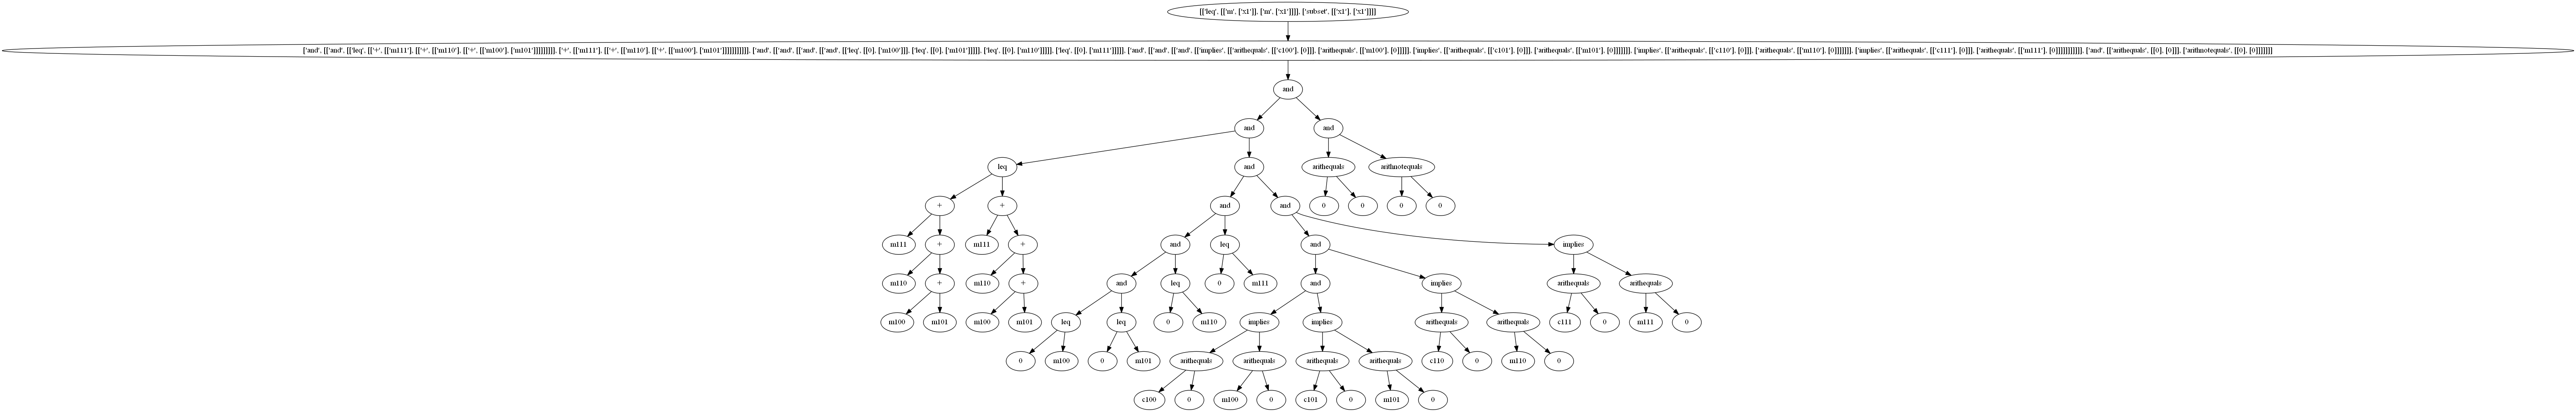 [['leq', [['m', ['x1']], ['m', ['x1']]]], ['subset', [['x1'], ['x1']]]]
['and', [['and', [['leq', [['+', [['m111'], ['+', [['m110'], ['+', [['m100'], ['m101']]]]]]]]], ['+', [['m111'], ['+', [['m110'], ['+', [['m100'], ['m101']]]]]]]]]]], ['and', [['and', [['and', [['and', [['leq', [[0], ['m100']]], ['leq', [[0], ['m101']]]]], ['leq', [[0], ['m110']]]]], ['leq', [[0], ['m111']]]]], ['and', [['and', [['and', [['implies', [['arithequals', [['c100'], [0]]], ['arithequals', [['m100'], [0]]]]], ['implies', [['arithequals', [['c101'], [0]]], ['arithequals', [['m101'], [0]]]]]]], ['implies', [['arithequals', [['c110'], [0]]], ['arithequals', [['m110'], [0]]]]]]], ['implies', [['arithequals', [['c111'], [0]]], ['arithequals', [['m111'], [0]]]]]]]]]]], ['and', [['arithequals', [[0], [0]]], ['arithnotequals', [[0], [0]]]]]]]
and
and and
leq and arithequals arithnotequals
+ + and and 0 0 0 0
m111 + m111 + and leq and implies
m110 + m110 + and leq 0 m111 and implies arithequals arithequals
m100 m101 m100 m101 leq leq 0 m110 implies implies arithequals arithequals c111 0 m111 0
0 m100 0 m101 arithequals arithequals arithequals arithequals c110 0 m110 0
c100 0 m100 0 c101 0 m101 0